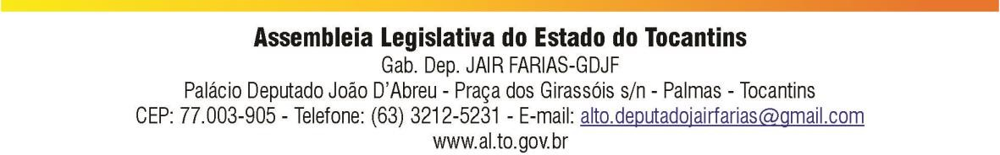 Assembleia Legislativa do Estado do Tocantins
Gab. Dep. JAIR FARIAS-GDJF
Palácio Deputado João D'Abreu - Praça dos Girassóis s/n - Palmas - Tocantins
CEP: 77.003-905 - Telefone: (63) 3212-5231 - E-mail: alto.deputadojairfarias@gmail.com
www.al.to.gov.br